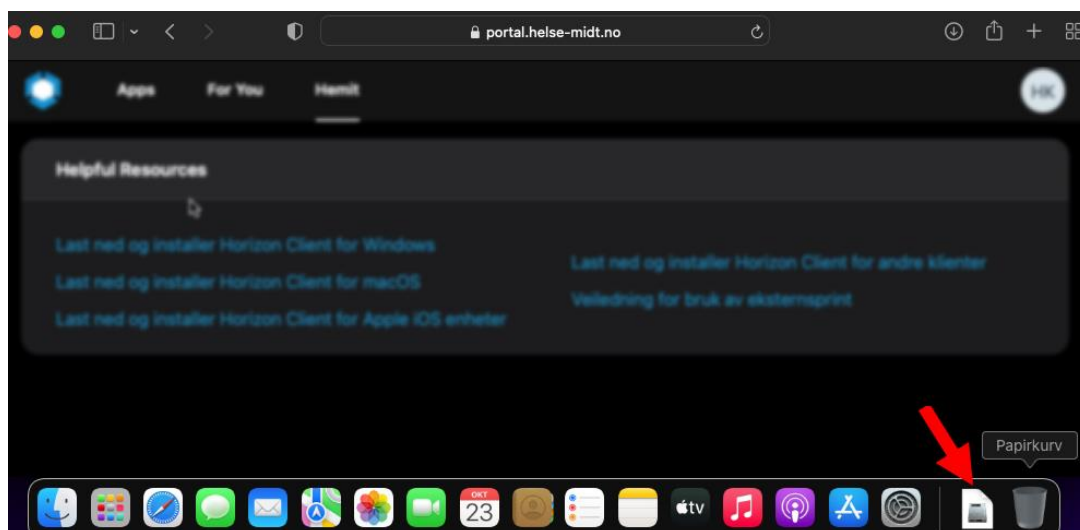 portal.helse-midt.no
Apps For You Hemit HK
Helpful Resources
Last ned og installer Horizon Client for Windows
Last ned og installer Horizon Client for macOS
Last ned og installer Horizon Client for Apple iOS enheter
Last ned og installer Horizon Client for andre klienter
Veiledning for bruk av eksternsprint
Papirkurv
OKT
23
tv